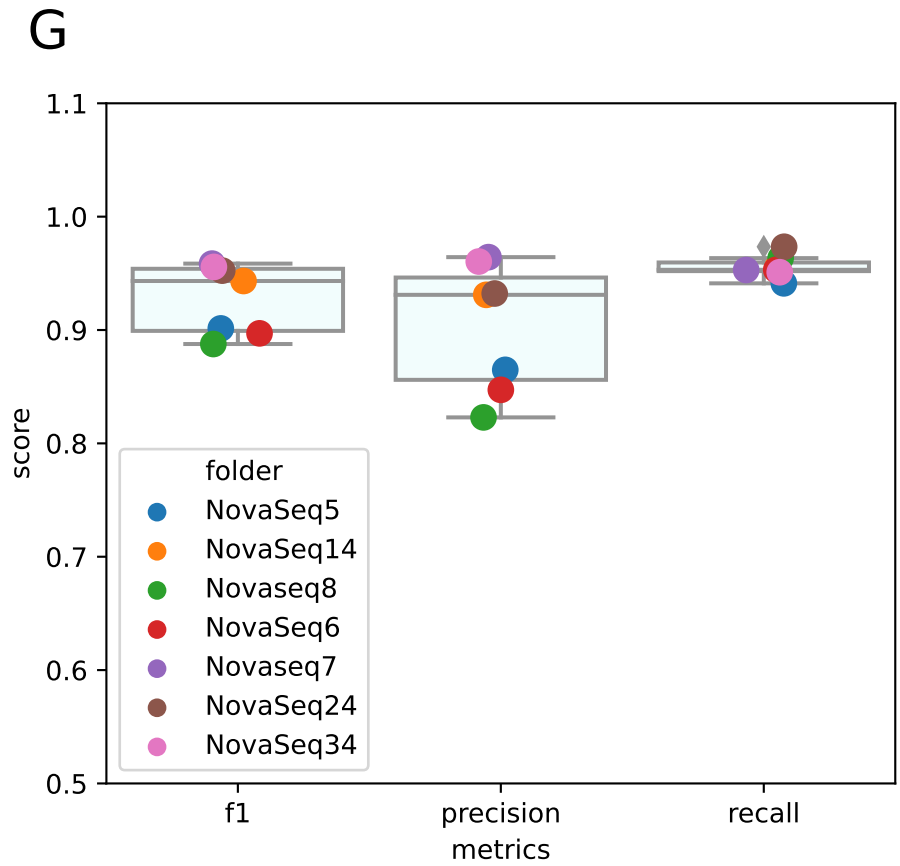 G
1.1
1.0
0.9
0.8
0.7
0.6
0.5
score
folder
NovaSeq5
NovaSeq14
Novaseq8
NovaSeq6
Novaseq7
NovaSeq24
NovaSeq34
f1
precision
recall
metrics